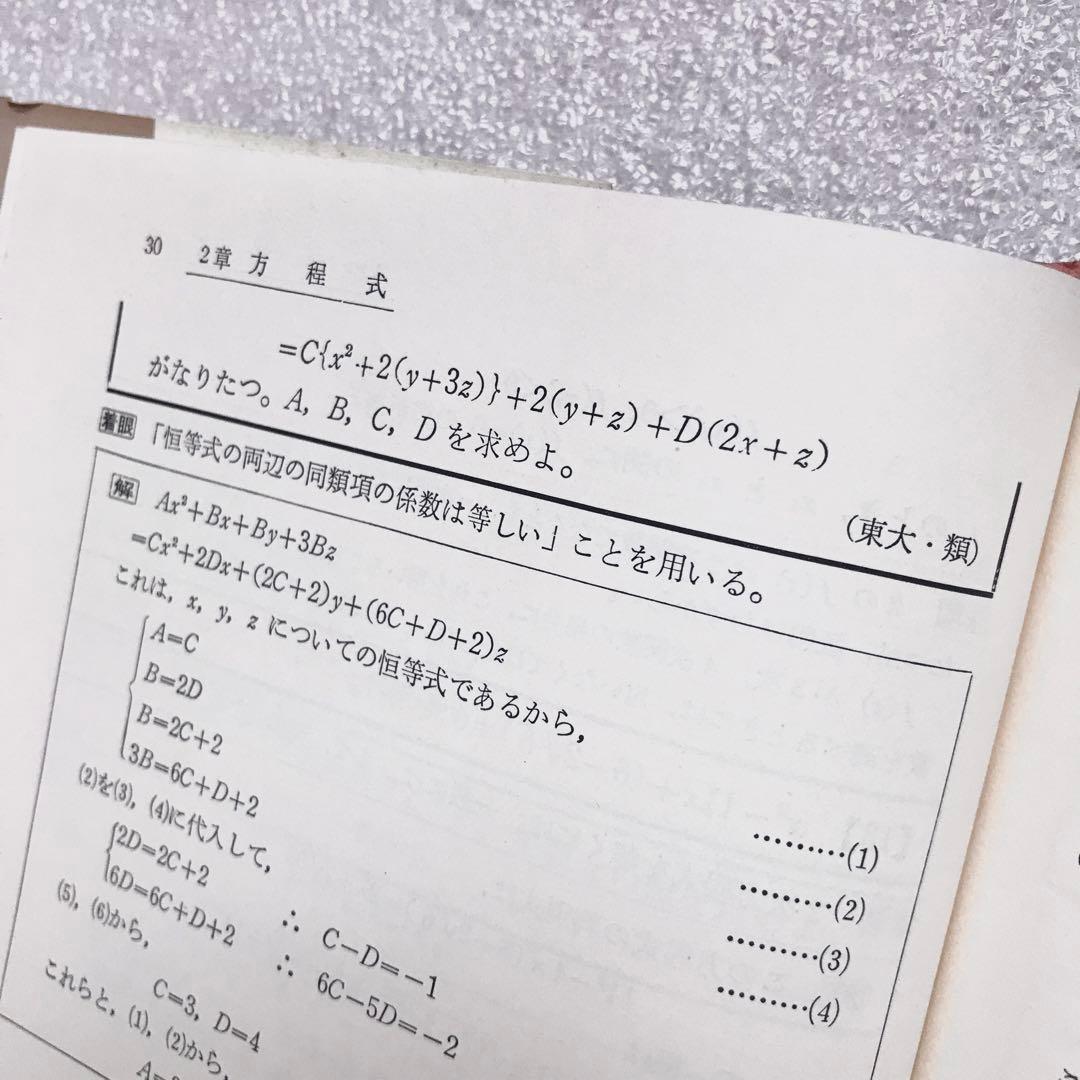 30 2章 方 程 式
=C{x²+2(y+3z)}+2(y+z)+D(2x+z)
がなりたつ。A, B, C, D を求めよ。
(東大・類)
着眼 「恒等式の両辺の同類項の係数は等しい」ことを用いる。
解 Ax²+Bx+By+3Bz
=Cx²+2Dx+(2C+2)y+(6C+D+2)z
これは, x, y, z についての恒等式であるから,
A=C ………(1)
B=2D ………(2)
B=2C+2 ………(3)
3B=6C+D+2 ………(4)
(2)を(3), (4)に代入して,
2D=2C+2 ∴ C−D=−1
6D=6C+D+2 ∴ 6C−5D=−2
(5), (6)から,
C=3, D=4
これらと, (1), (2)から,